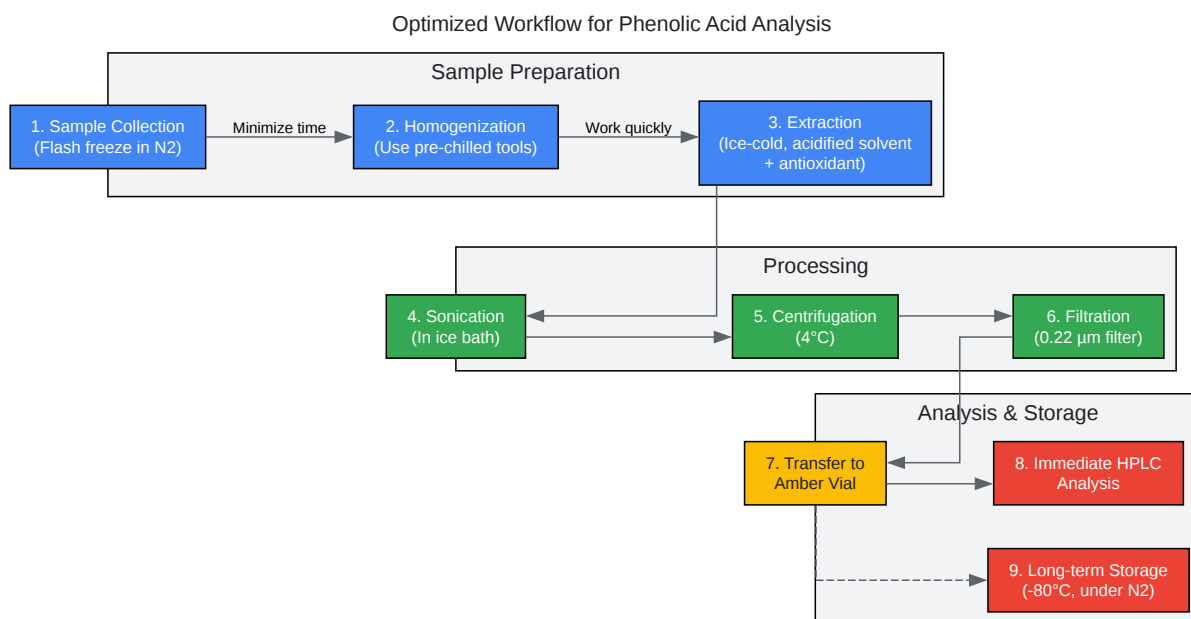 Optimized Workflow for Phenolic Acid Analysis
Sample Preparation
1. Sample Collection
(Flash freeze in N2)
Minimize time
2. Homogenization
(Use pre-chilled tools)
Work quickly
3. Extraction
(Ice-cold, acidified solvent
+ antioxidant)
Processing
4. Sonication
(In ice bath)
5. Centrifugation
(4°C)
6. Filtration
(0.22 µm filter)
Analysis & Storage
7. Transfer to
Amber Vial
8. Immediate HPLC
Analysis
9. Long-term Storage
(-80°C, under N2)